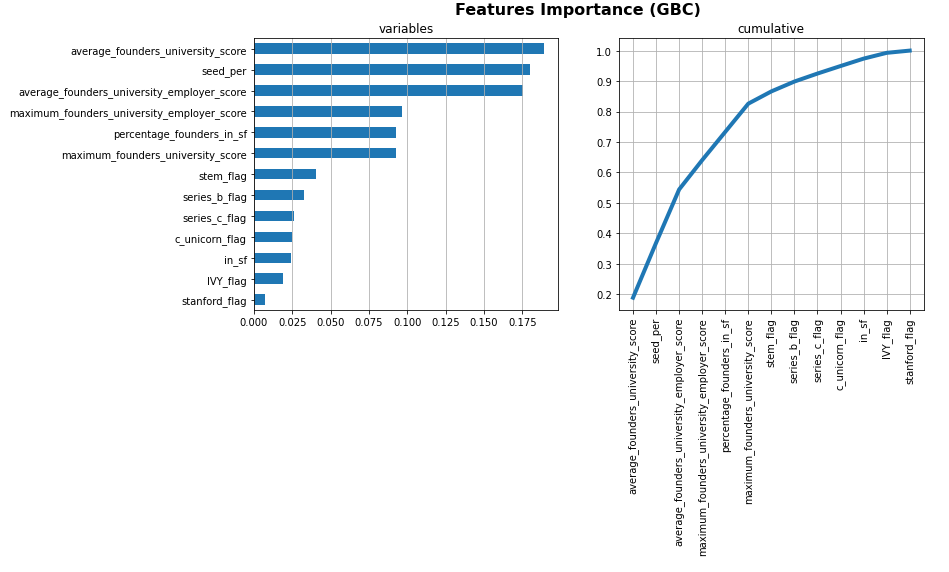 Features Importance (GBC)
variables
average_founders_university_score
seed_per
average_founders_university_employer_score
maximum_founders_university_employer_score
percentage_founders_in_sf
maximum_founders_university_score
stem_flag
series_b_flag
series_c_flag
c_unicorn_flag
in_sf
IVY_flag
stanford_flag
0.000 0.025 0.050 0.075 0.100 0.125 0.150 0.175
cumulative
1.0
0.9
0.8
0.7
0.6
0.5
0.4
0.3
0.2
average_founders_university_score
seed_per
average_founders_university_employer_score
maximum_founders_university_employer_score
percentage_founders_in_sf
maximum_founders_university_score
stem_flag
series_b_flag
series_c_flag
c_unicorn_flag
in_sf
IVY_flag
stanford_flag